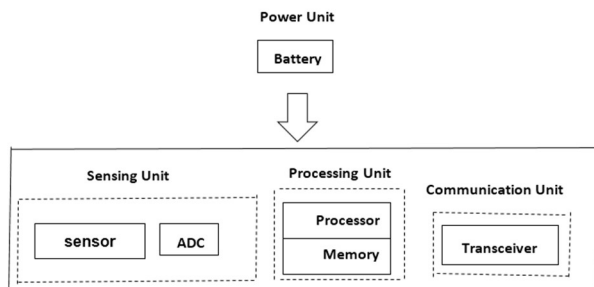 Power Unit
Battery
Sensing Unit
Processing Unit
Communication Unit
sensor
ADC
Processor
Memory
Transceiver